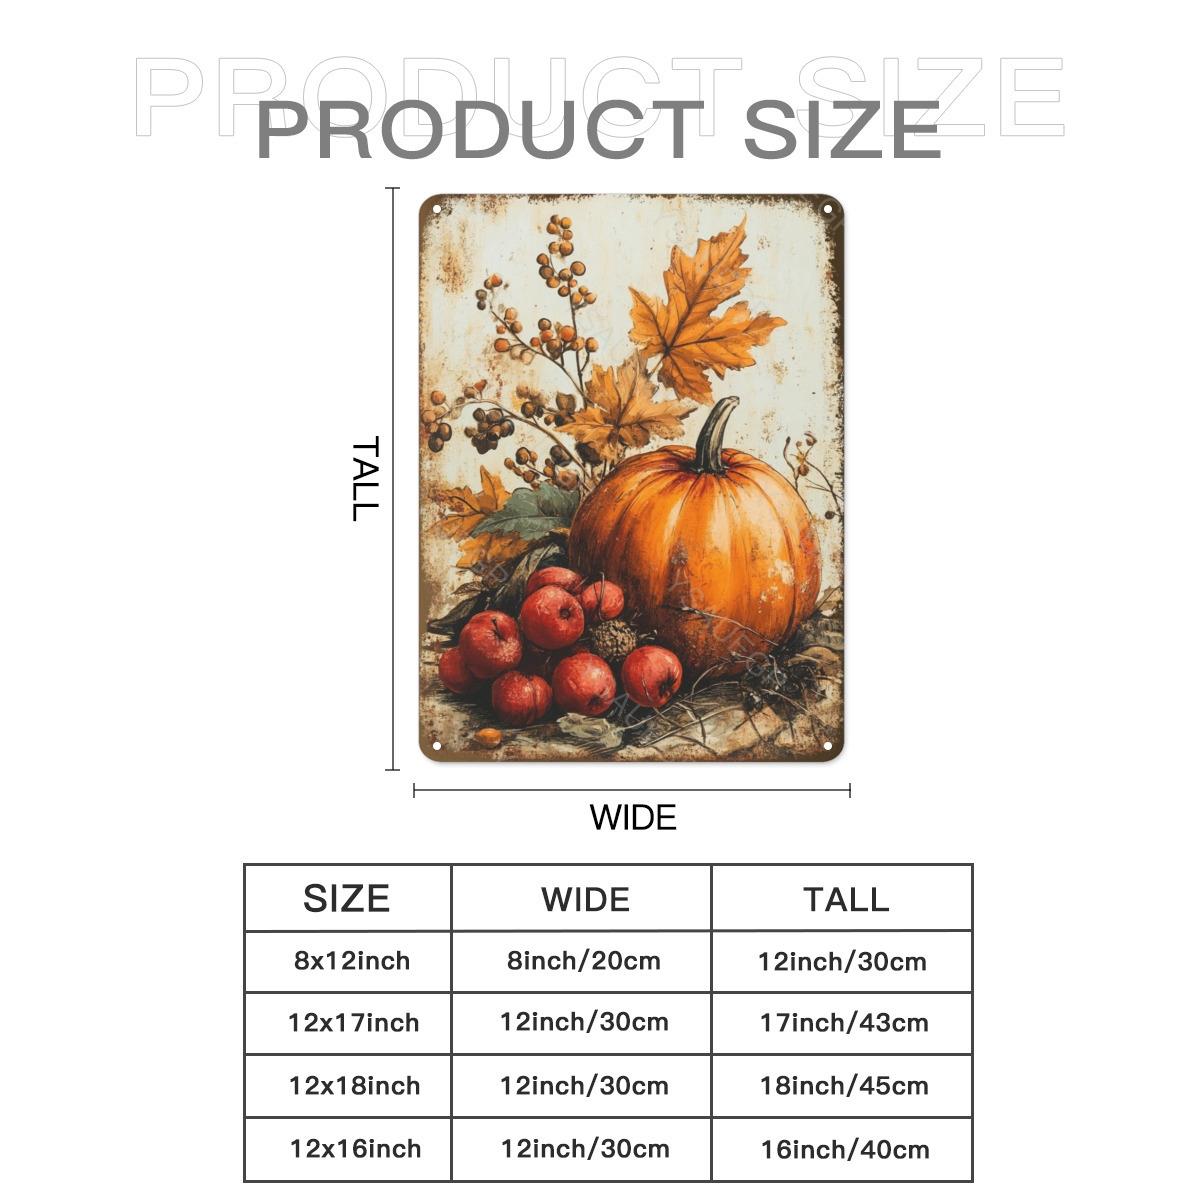 PRODUCT SIZE
PRODUCT SIZE
TALL
WIDE
SIZE WIDE TALL
8x12inch 8inch/20cm 12inch/30cm
12x17inch 12inch/30cm 17inch/43cm
12x18inch 12inch/30cm 18inch/45cm
12x16inch 12inch/30cm 16inch/40cm